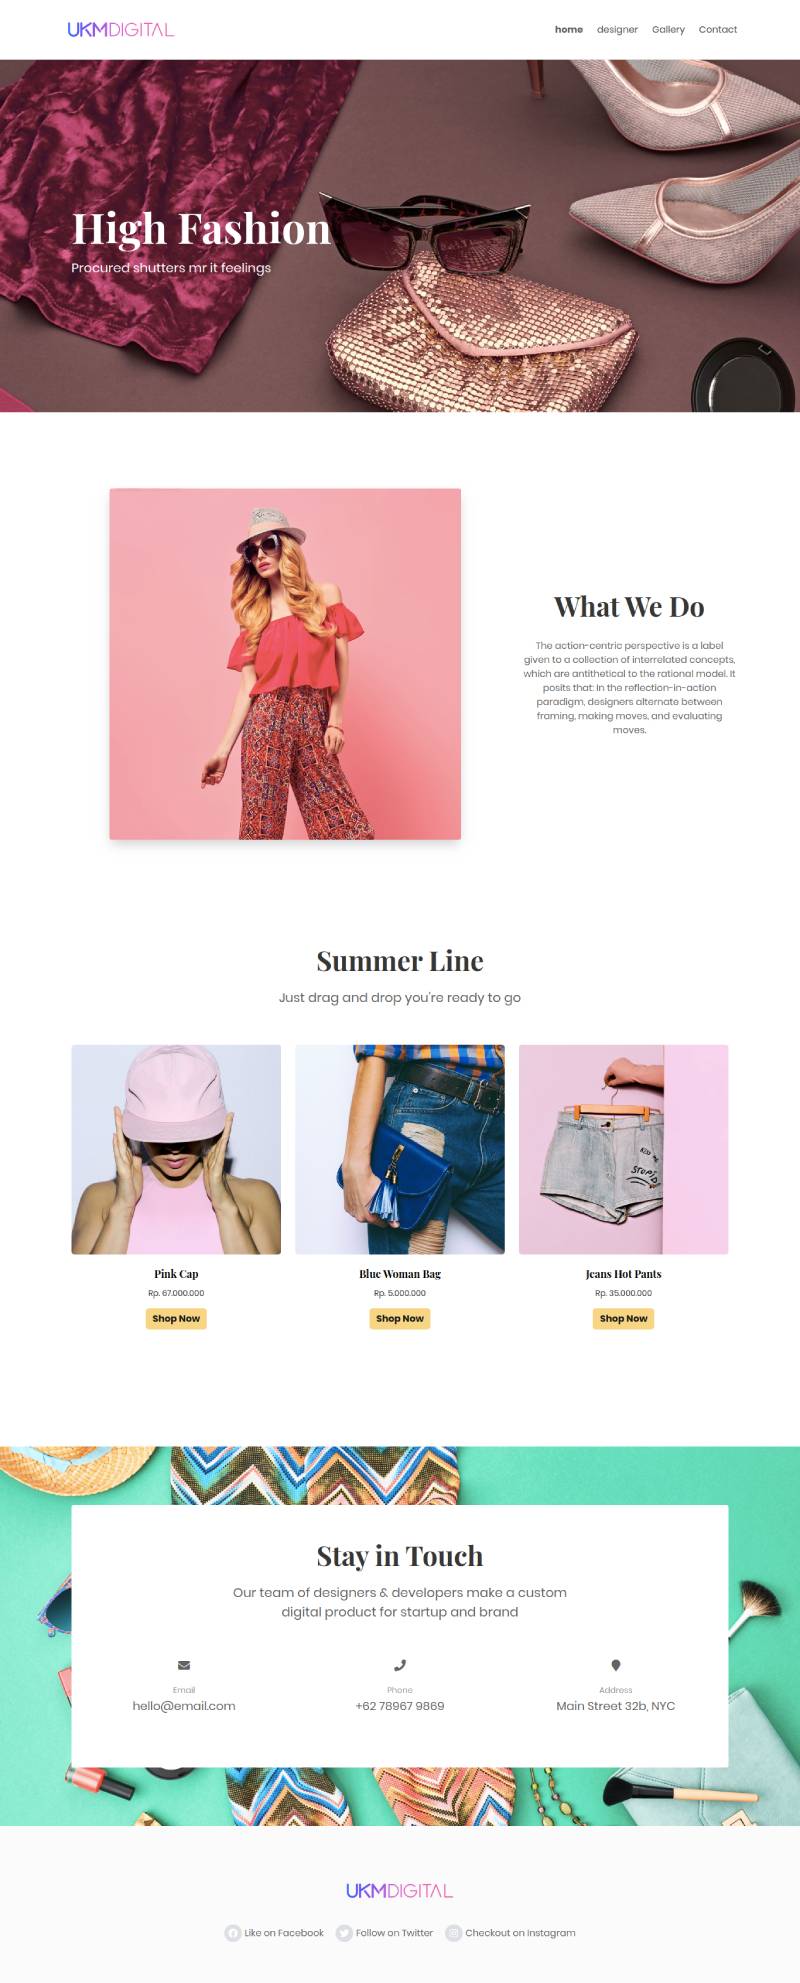 UKMDIGITAL
home designer Gallery Contact
High Fashion
Procured shutters mr it feelings
What We Do
The action-centric perspective is a label
given to a collection of interrelated concepts,
which are antithetical to the rational model. It
posits that: In the reflection-in-action
paradigm, designers alternate between
framing, making moves, and evaluating
moves.
Summer Line
Just drag and drop you're ready to go
KISS ME
STUPID
Pink Cap
Rp. 67.000.000
Shop Now
Blue Woman Bag
Rp. 5.000.000
Shop Now
Jeans Hot Pants
Rp. 35.000.000
Shop Now
Stay in Touch
Our team of designers & developers make a custom
digital product for startup and brand
Email
hello@email.com
Phone
+62 78967 9869
Address
Main Street 32b, NYC
UKMDIGITAL
Like on Facebook Follow on Twitter Checkout on Instagram